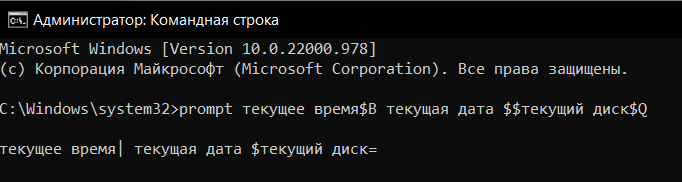 Администратор: Командная строка
Microsoft Windows [Version 10.0.22000.978]
(c) Корпорация Майкрософт (Microsoft Corporation). Все права защищены.
C:\Windows\system32>prompt текущее время$B текущая дата $$текущий диск$Q
текущее время| текущая дата $текущий диск=